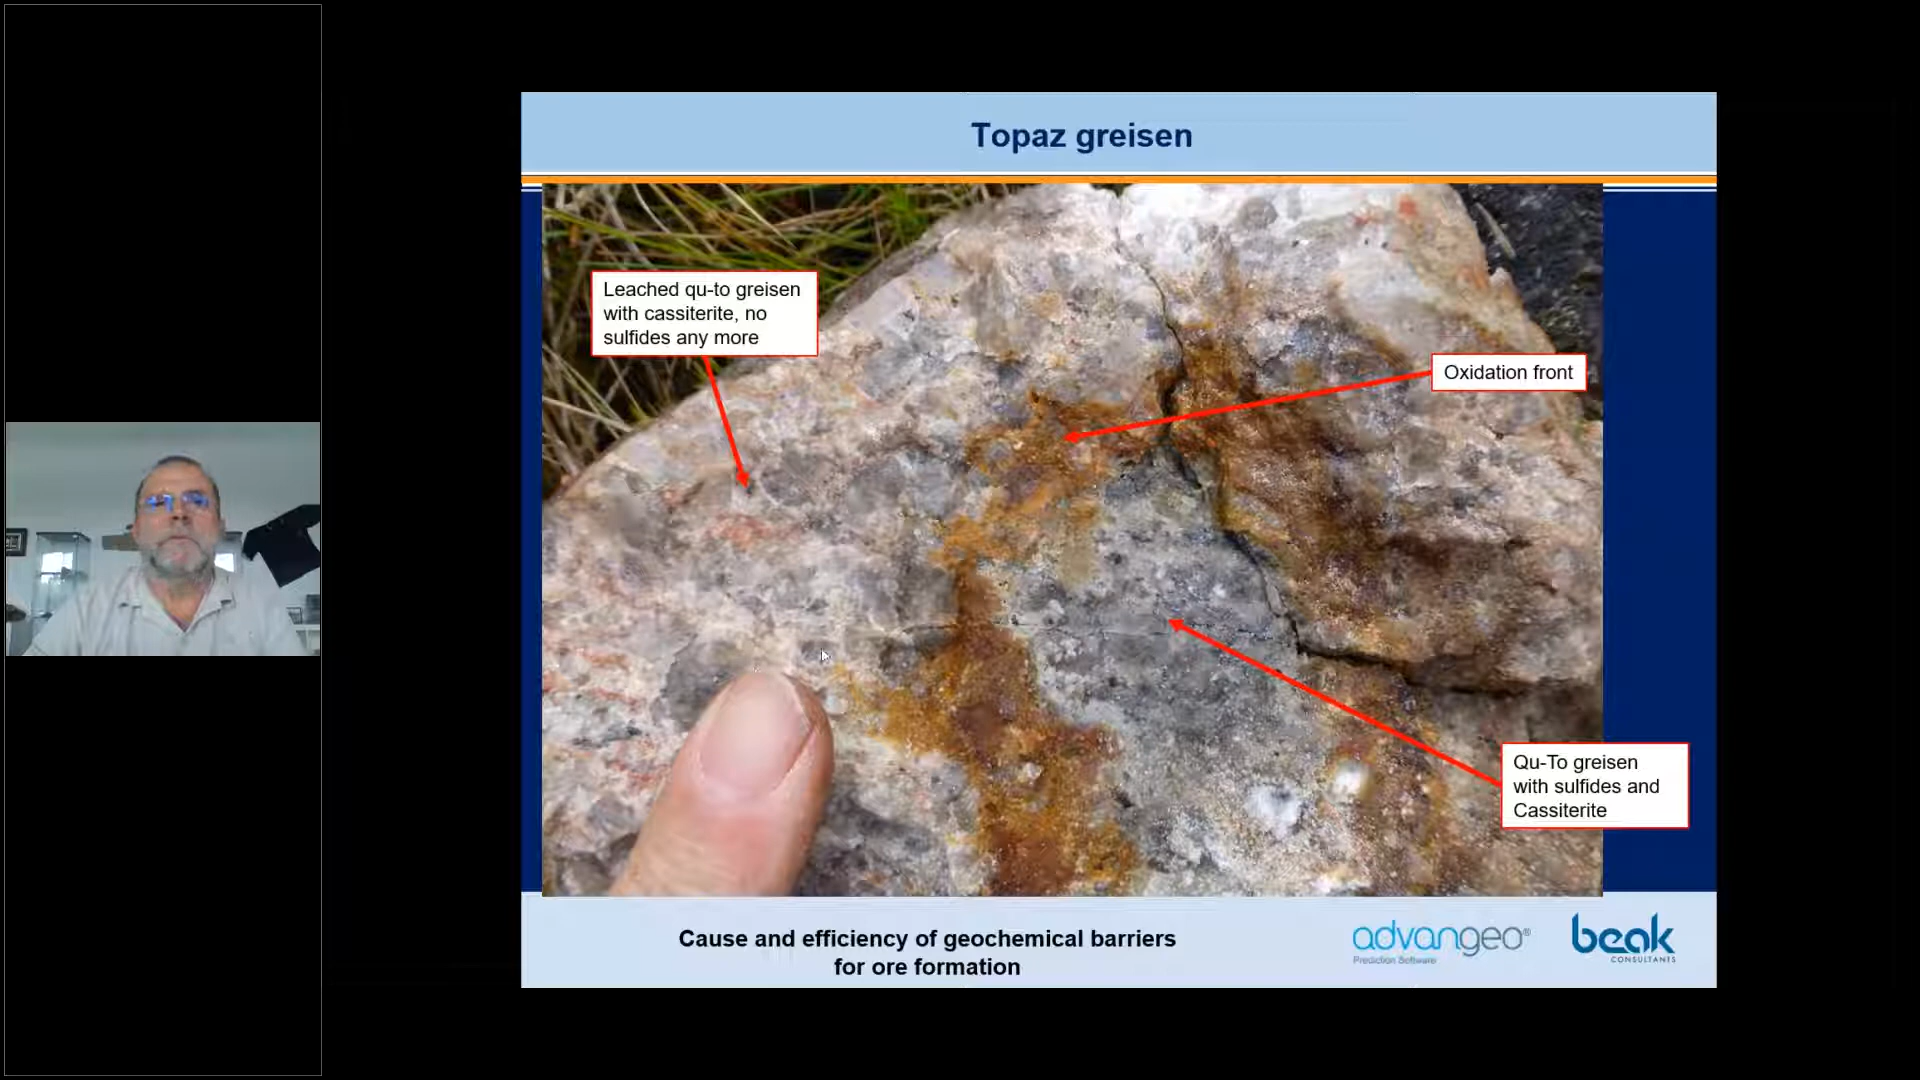 Topaz greisen
Leached qu-to greisen
with cassiterite, no
sulfides any more
Oxidation front
Qu-To greisen
with sulfides and
Cassiterite
Cause and efficiency of geochemical barriers
for ore formation
advangeo®
Prediction Software
beak
CONSULTANTS